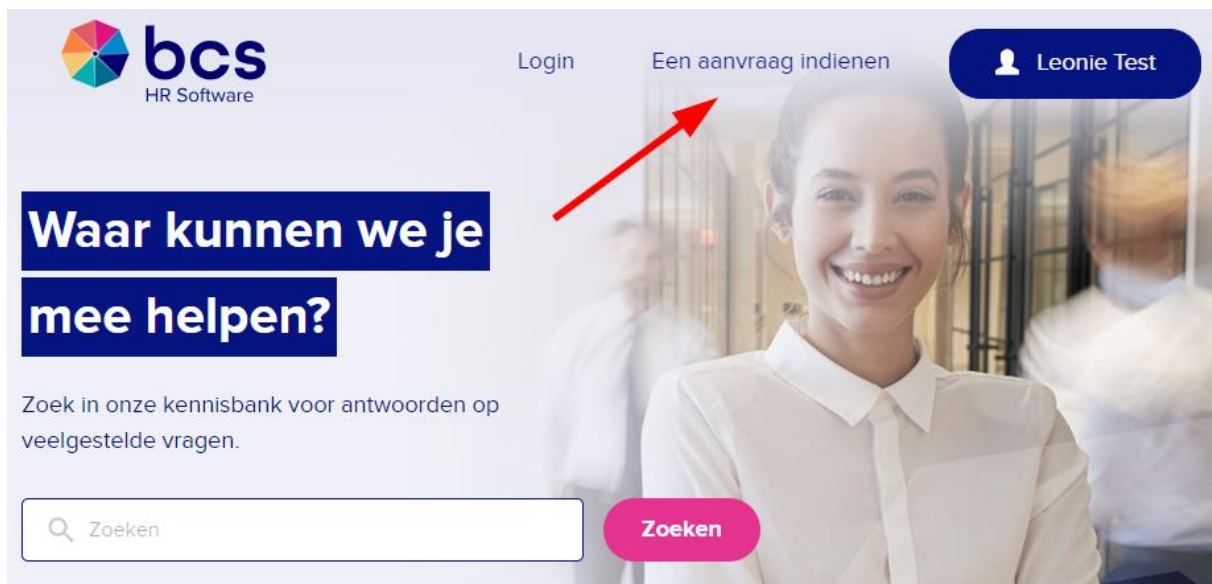 bcs
HR Software
Login
Een aanvraag indienen
Leonie Test
Waar kunnen we je
mee helpen?
Zoek in onze kennisbank voor antwoorden op
veelgestelde vragen.
Zoeken
Zoeken